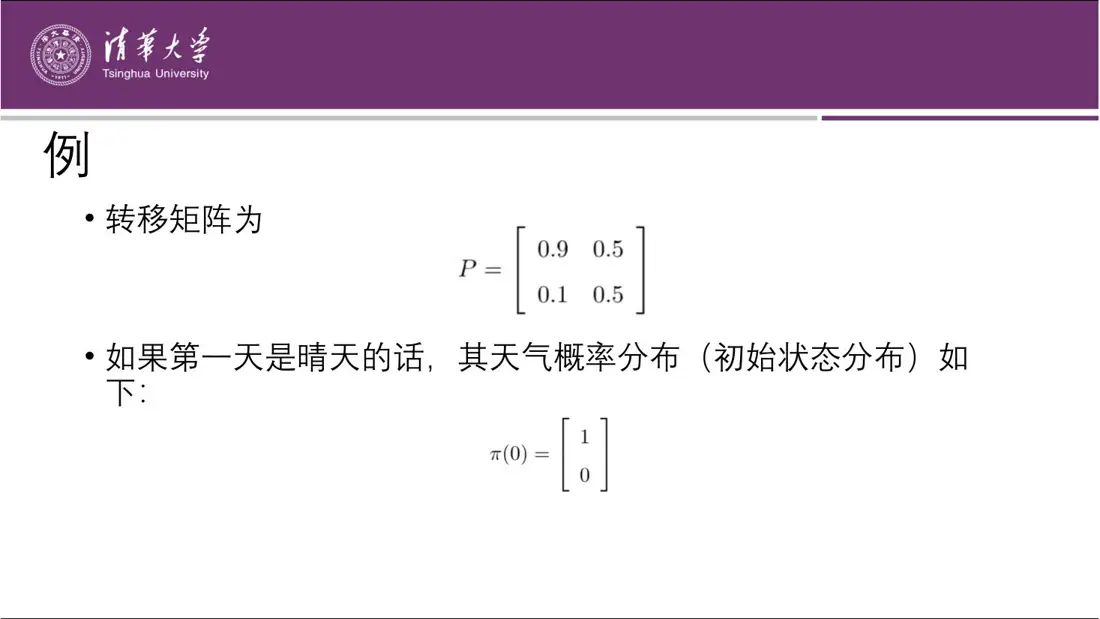 清华大学
Tsinghua University
例
• 转移矩阵为
P = [ 0.9 0.5
0.1 0.5 ]
• 如果第一天是晴天的话，其天气概率分布（初始状态分布）如
下：
π(0) = [ 1
0 ]